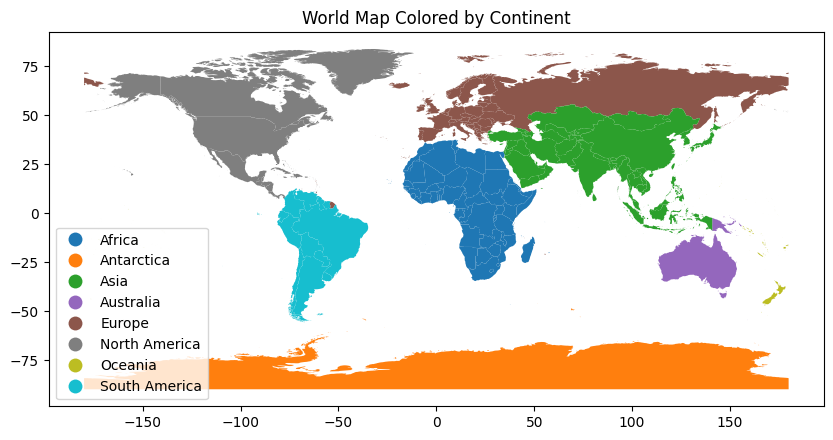 World Map Colored by Continent
75
50
25
0
−25
−50
−75
Africa
Antarctica
Asia
Australia
Europe
North America
Oceania
South America
−150
−100
−50
0
50
100
150